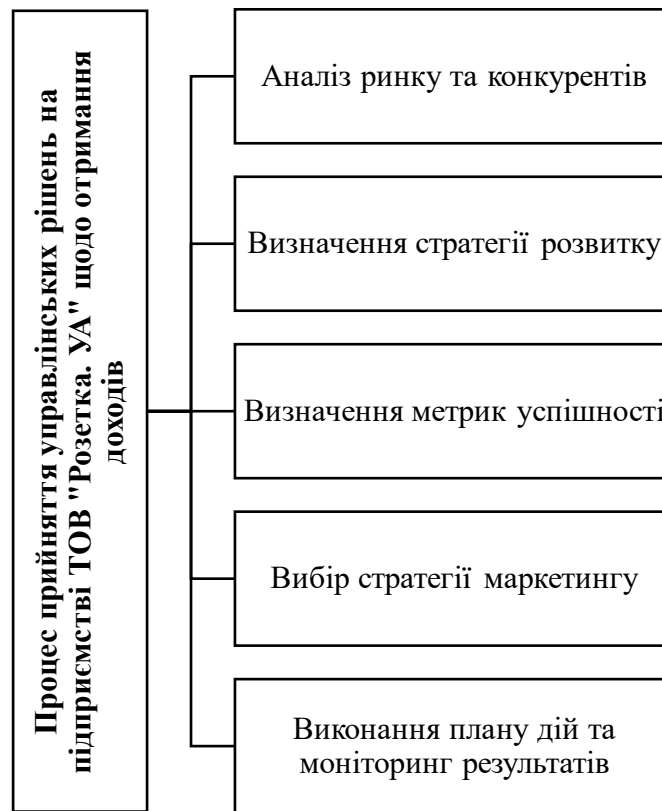 Процес прийняття управлінських рішень на
підприємстві ТОВ "Розетка. УА" щодо отримання
доходів
Аналіз ринку та конкурентів
Визначення стратегії розвитку
Визначення метрик успішності
Вибір стратегії маркетингу
Виконання плану дій та
моніторинг результатів